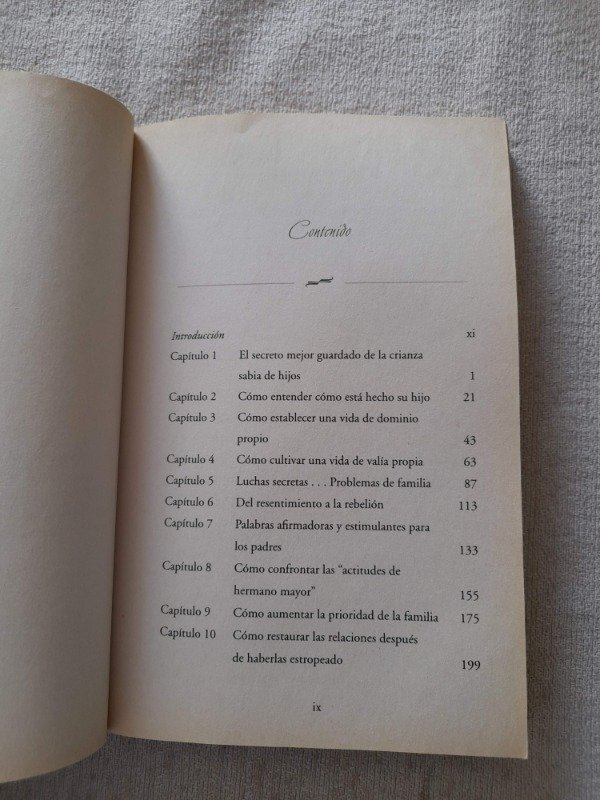 Contenido
Introducción xi
Capítulo 1 El secreto mejor guardado de la crianza
sabia de hijos 1
Capítulo 2 Cómo entender cómo está hecho su hijo 21
Capítulo 3 Cómo establecer una vida de dominio
propio 43
Capítulo 4 Cómo cultivar una vida de valía propia 63
Capítulo 5 Luchas secretas . . . Problemas de familia 87
Capítulo 6 Del resentimiento a la rebelión 113
Capítulo 7 Palabras afirmadoras y estimulantes para
los padres 133
Capítulo 8 Cómo confrontar las “actitudes de
hermano mayor” 155
Capítulo 9 Cómo aumentar la prioridad de la familia 175
Capítulo 10 Cómo restaurar las relaciones después
de haberlas estropeado 199
ix